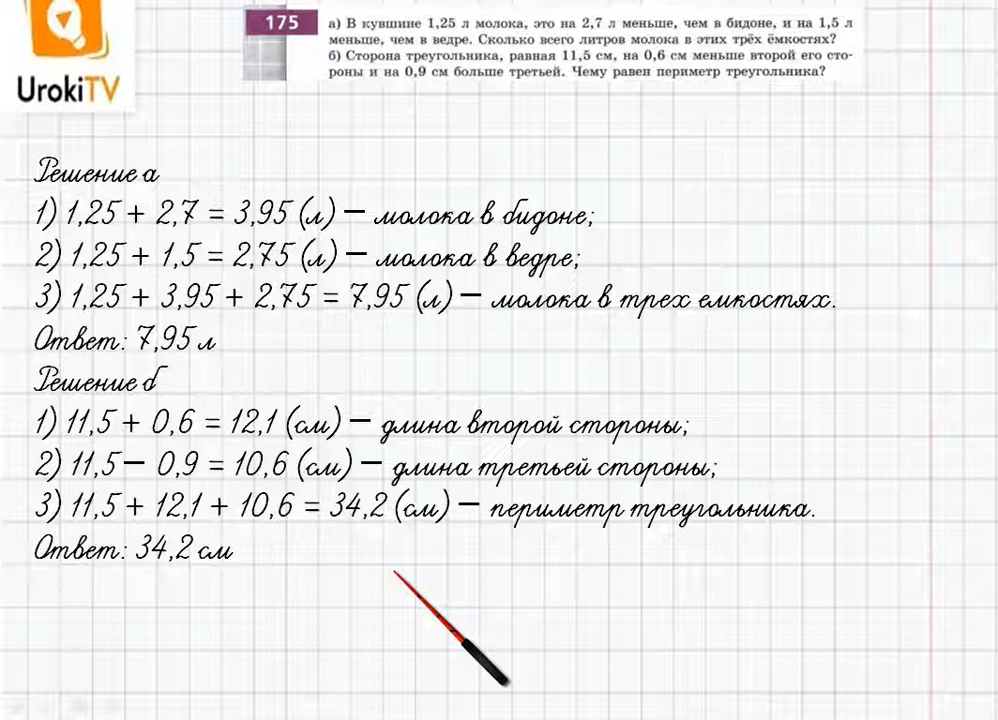 UrokiTV
175
а) В кувшине 1,25 л молока, это на 2,7 л меньше, чем в бидоне, и на 1,5 л
меньше, чем в ведре. Сколько всего литров молока в этих трёх ёмкостях?
б) Сторона треугольника, равная 11,5 см, на 0,6 см меньше второй его сто-
роны и на 0,9 см больше третьей. Чему равен периметр треугольника?
Решение а
1) 1,25 + 2,7 = 3,95 (л) – молока в бидоне;
2) 1,25 + 1,5 = 2,75 (л) – молока в ведре;
3) 1,25 + 3,95 + 2,75 = 7,95 (л) – молока в трех емкостях.
Ответ: 7,95 л
Решение б
1) 11,5 + 0,6 = 12,1 (см) – длина второй стороны;
2) 11,5 – 0,9 = 10,6 (см) – длина третьей стороны;
3) 11,5 + 12,1 + 10,6 = 34,2 (см) – периметр треугольника.
Ответ: 34,2 см